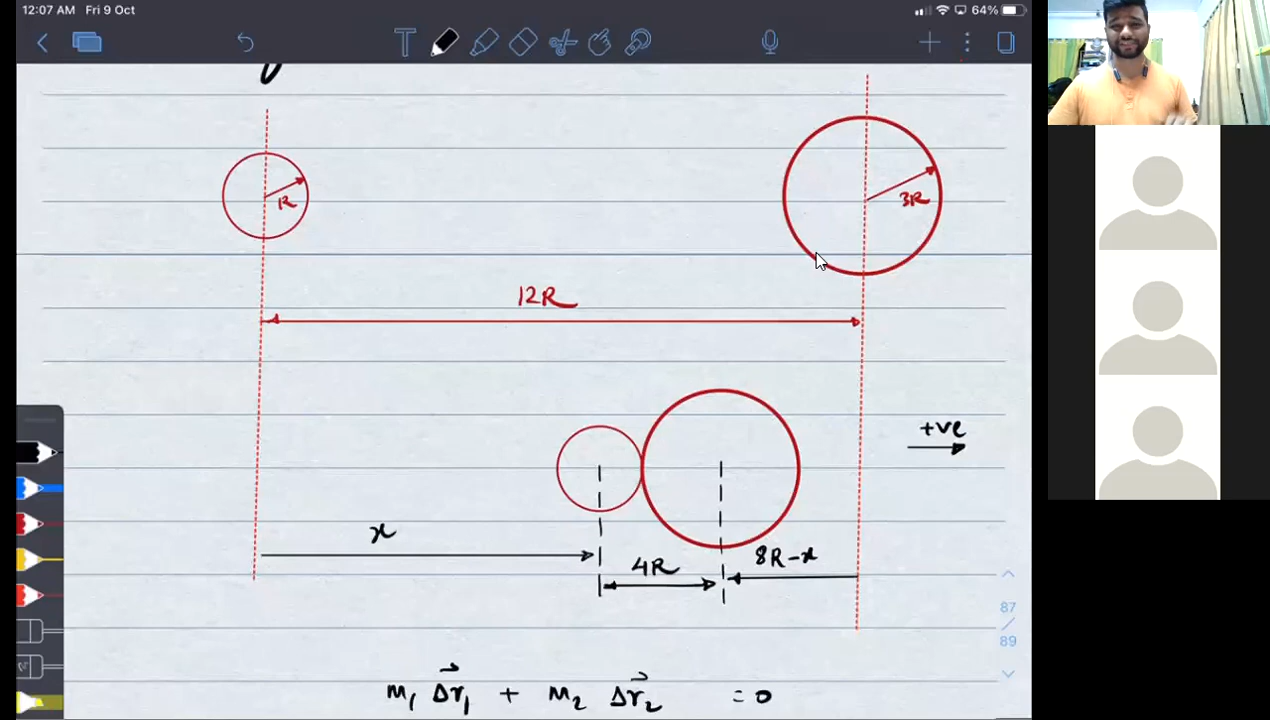 12:07 AM Fri 9 Oct 64%
T
R
3R
12R
+ve
x
4R
8R-x
87
/
89
m₁ Δr⃗₁ + m₂ Δr⃗₂ = 0